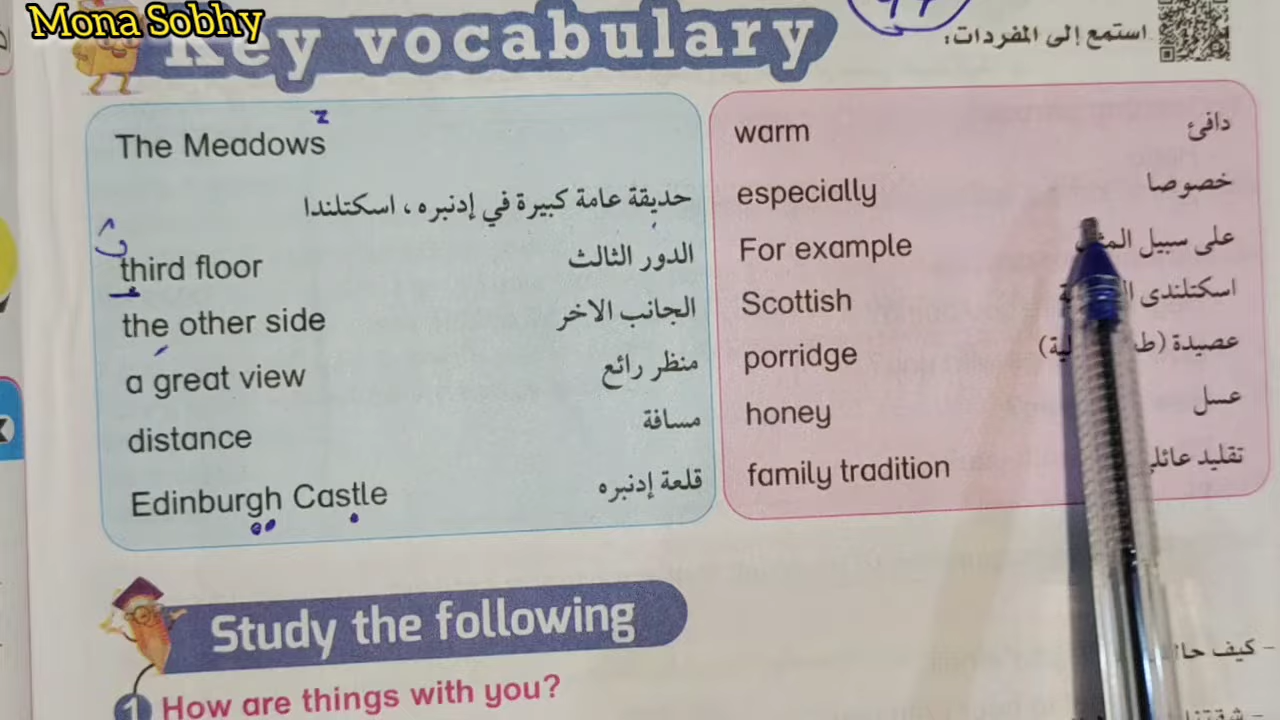 Mona Sobhy
Key vocabulary
استمع إلى المفردات:
The Meadows
حديقة عامة كبيرة في إدنبره ، اسكتلندا
third floor الدور الثالث
the other side الجانب الاخر
a great view منظر رائع
distance مسافة
Edinburgh Castle قلعة إدنبره
warm دافئ
especially خصوصا
For example على سبيل
Scottish اسكتلندى
porridge عصيدة
honey عسل
family tradition تقليد
Study the following
1 How are things with you?
- كيف